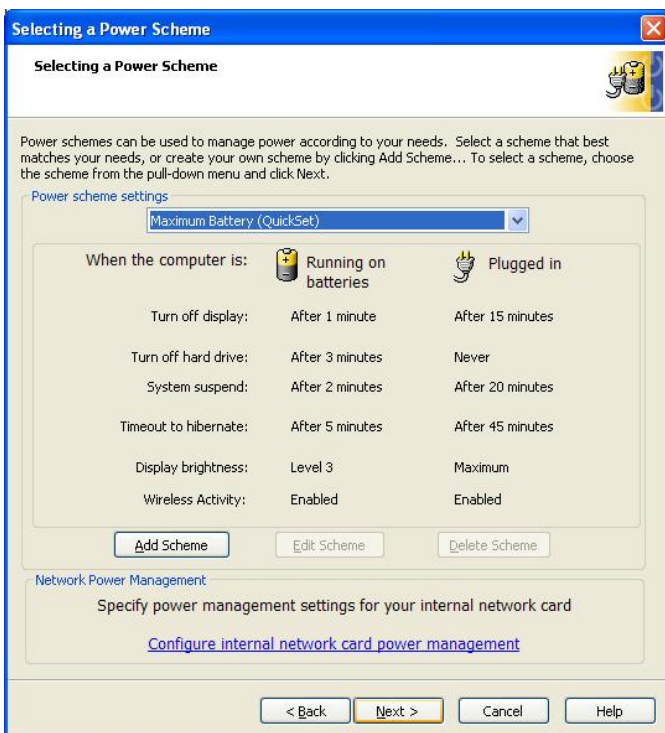 Selecting a Power Scheme
Selecting a Power Scheme
Power schemes can be used to manage power according to your needs. Select a scheme that best
matches your needs, or create your own scheme by clicking Add Scheme... To select a scheme, choose
the scheme from the pull-down menu and click Next.
Power scheme settings
Maximum Battery (QuickSet)
When the computer is: Running on batteries Plugged in
Turn off display: After 1 minute After 15 minutes
Turn off hard drive: After 3 minutes Never
System suspend: After 2 minutes After 20 minutes
Timeout to hibernate: After 5 minutes After 45 minutes
Display brightness: Level 3 Maximum
Wireless Activity: Enabled Enabled
Add Scheme Edit Scheme Delete Scheme
Network Power Management
Specify power management settings for your internal network card
Configure internal network card power management
< Back Next > Cancel Help